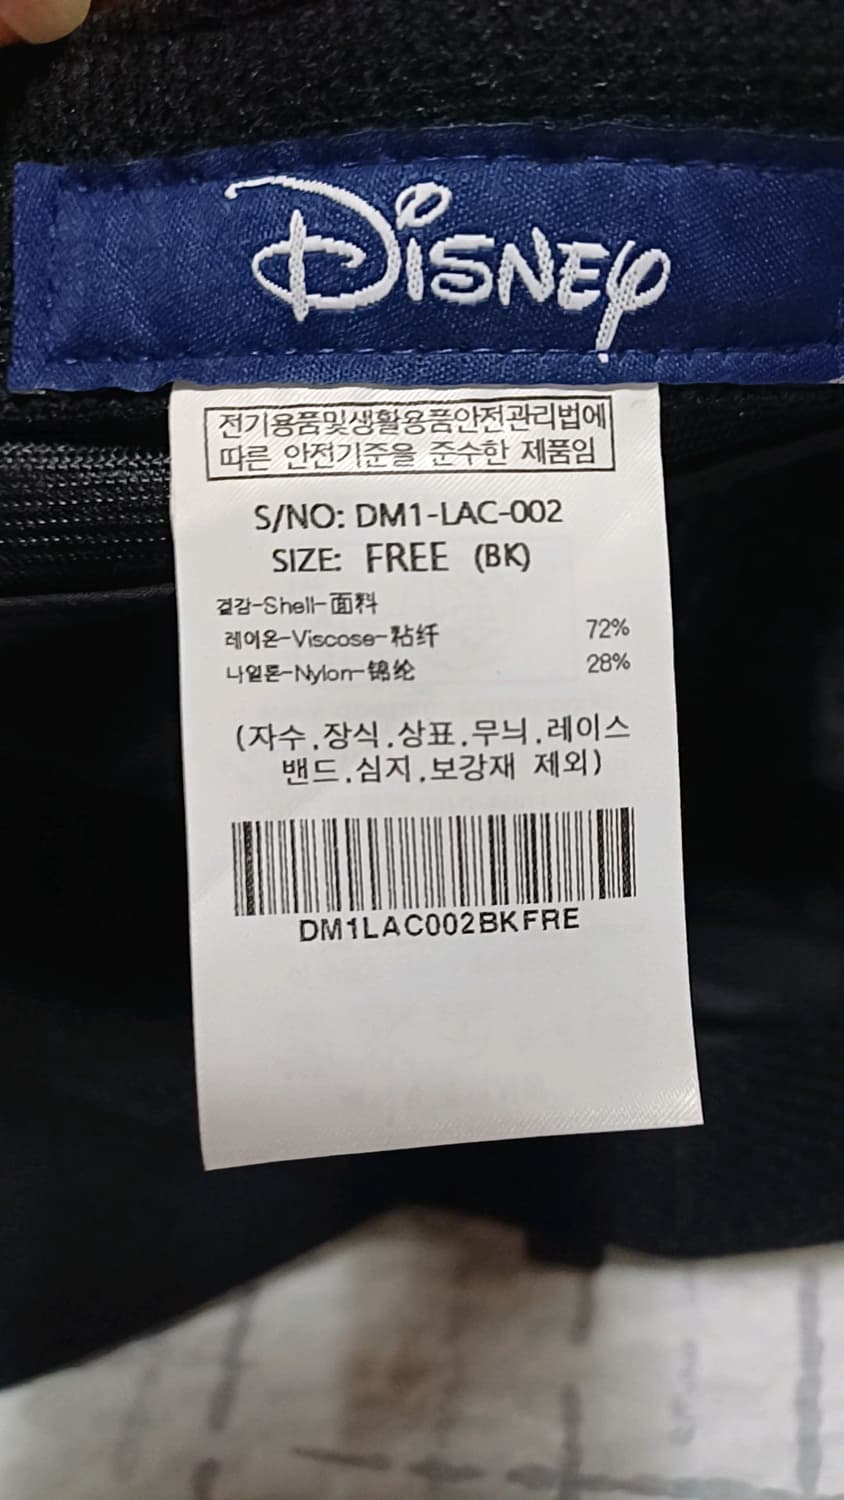 Disney
전기용품및생활용품안전관리법에
따른 안전기준을 준수한 제품임
S/NO: DM1-LAC-002
SIZE: FREE (BK)
겉감-Shell-面料
레이온-Viscose-粘纤 72%
나일론-Nylon-锦纶 28%
(자수.장식.상표.무늬.레이스
밴드.심지.보강재 제외)
DM1LAC002BKFRE